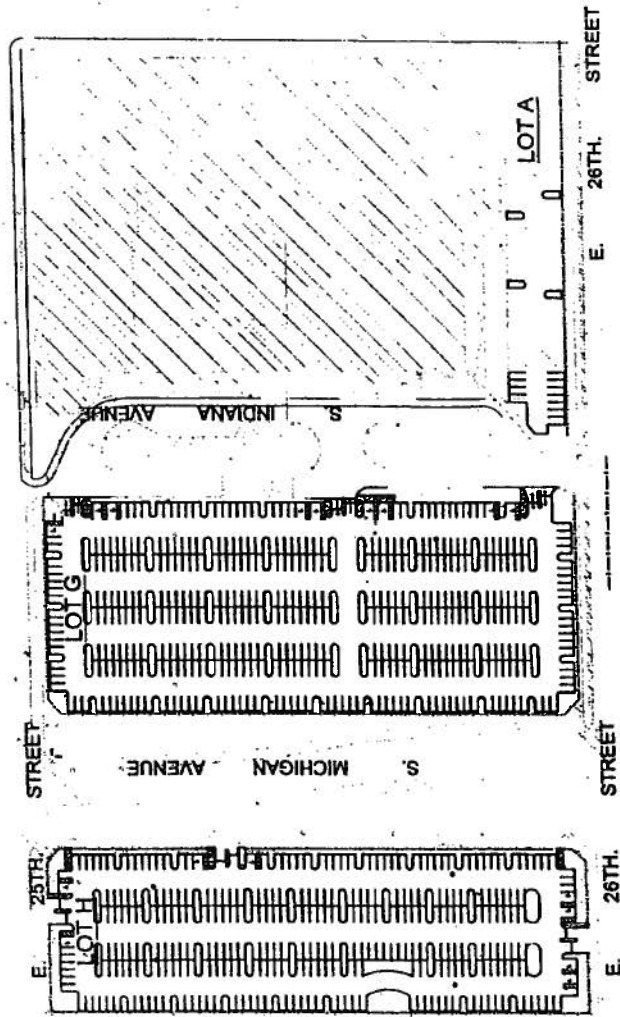 E. 26TH. STREET
LOT A
S. INDIANA AVENUE
LOT G
STREET
S. MICHIGAN AVENUE
STREET
E. 25TH.
LOT H
E. 26TH.